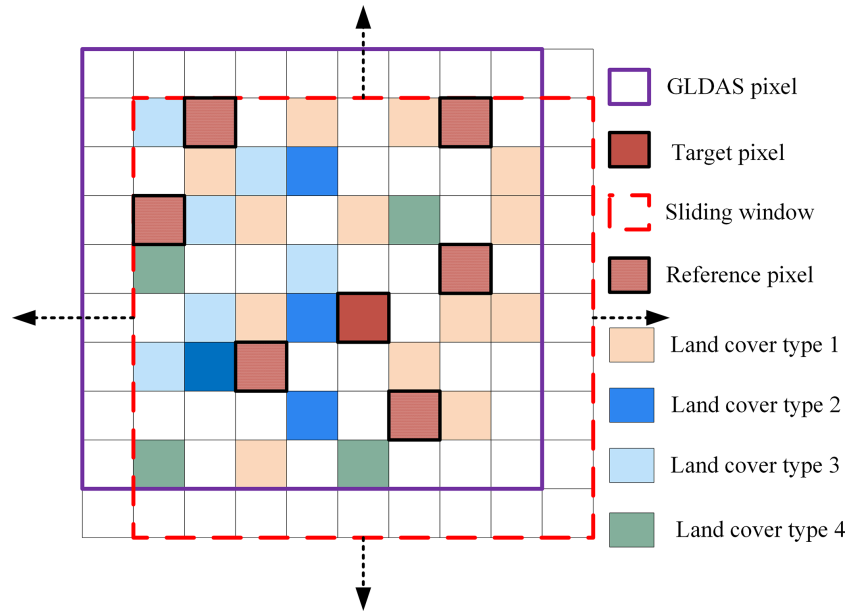 GLDAS pixel
Target pixel
Sliding window
Reference pixel
Land cover type 1
Land cover type 2
Land cover type 3
Land cover type 4